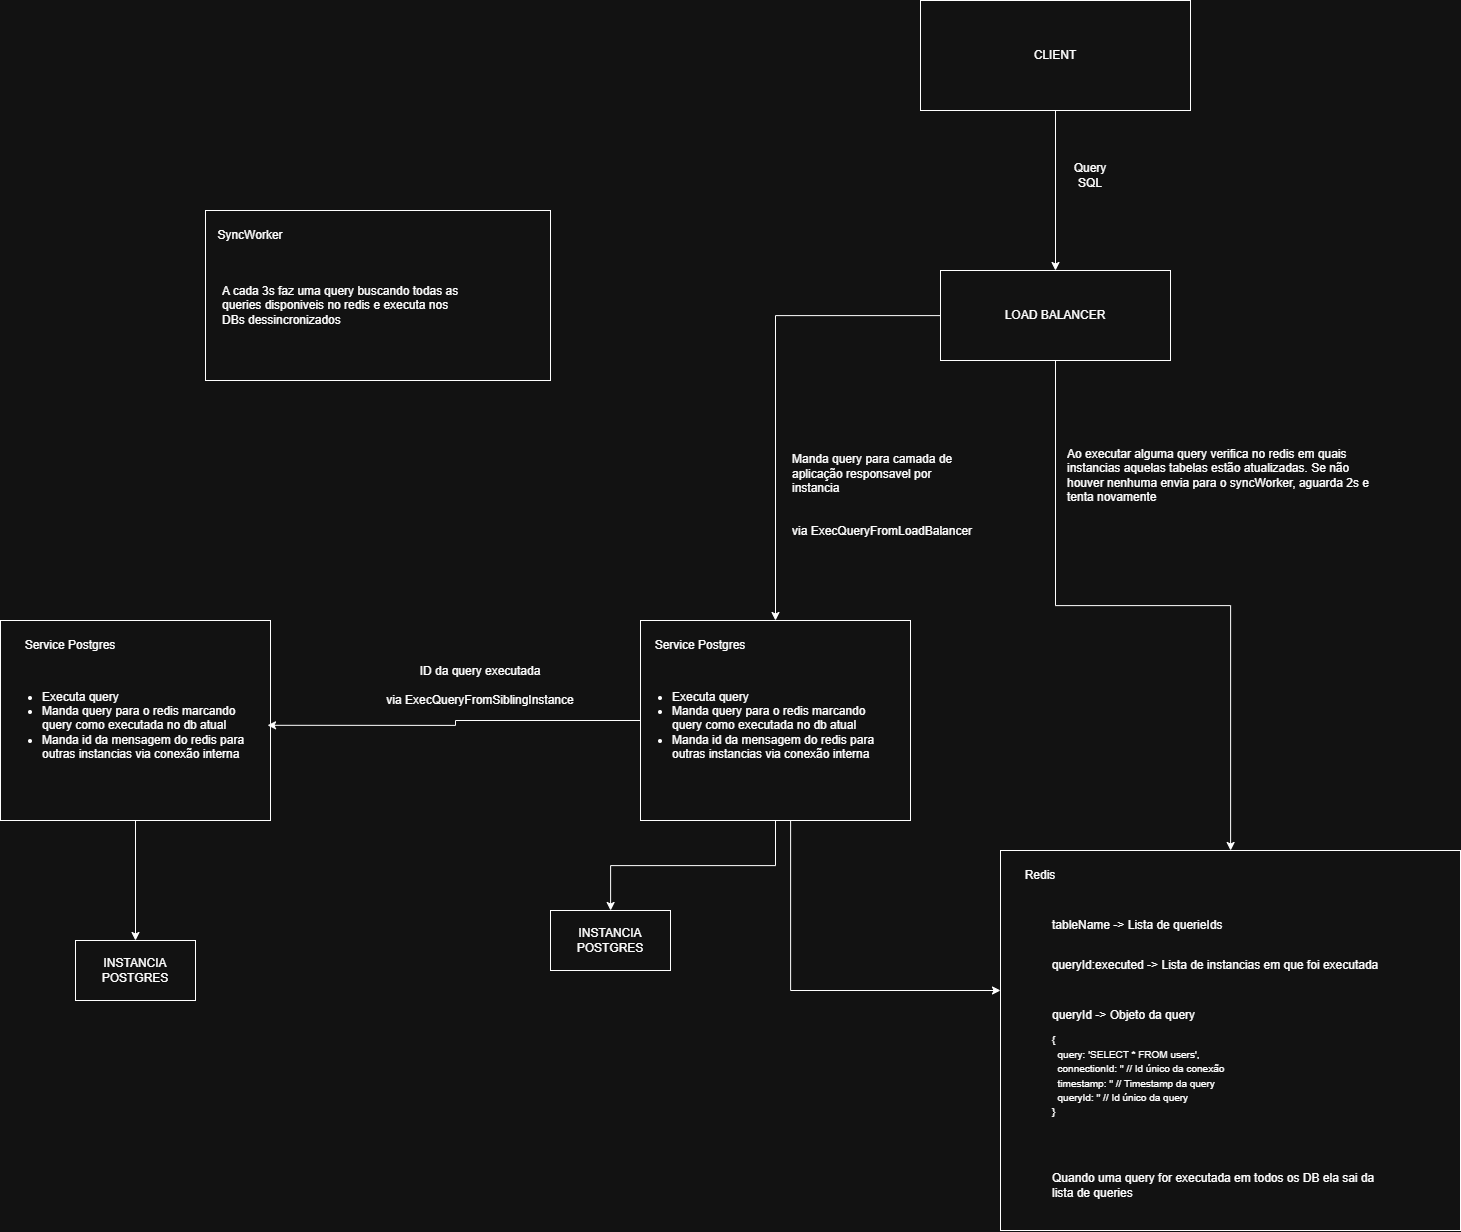 CLIENT
Query
SQL
SyncWorker
A cada 3s faz uma query buscando todas as
queries disponiveis no redis e executa nos
DBs dessincronizados
LOAD BALANCER
Manda query para camada de
aplicação responsavel por
instancia
via ExecQueryFromLoadBalancer
Ao executar alguma query verifica no redis em quais
instancias aquelas tabelas estão atualizadas. Se não
houver nenhuma envia para o syncWorker, aguarda 2s e
tenta novamente
Service Postgres
Executa query
Manda query para o redis marcando
query como executada no db atual
Manda id da mensagem do redis para
outras instancias via conexão interna
ID da query executada
via ExecQueryFromSiblingInstance
Service Postgres
Executa query
Manda query para o redis marcando
query como executada no db atual
Manda id da mensagem do redis para
outras instancias via conexão interna
INSTANCIA
POSTGRES
INSTANCIA
POSTGRES
Redis
tableName -> Lista de querieIds
queryId:executed -> Lista de instancias em que foi executada
queryId -> Objeto da query
{
query: 'SELECT * FROM users',
connectionId: '' // Id único da conexão
timestamp: '' // Timestamp da query
queryId: '' // Id único da query
}
Quando uma query for executada em todos os DB ela sai da
lista de queries